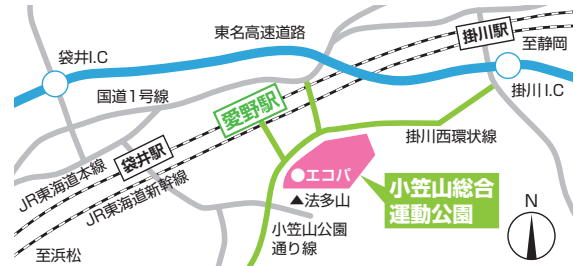 東名高速道路
掛川駅
至静岡
袋井I.C
国道1号線
愛野駅
掛川I.C
掛川西環状線
袋井駅
JR東海道本線
JR東海道新幹線
エコパ
▲法多山
小笠山総合
運動公園
小笠山公園
通り線
至浜松
N